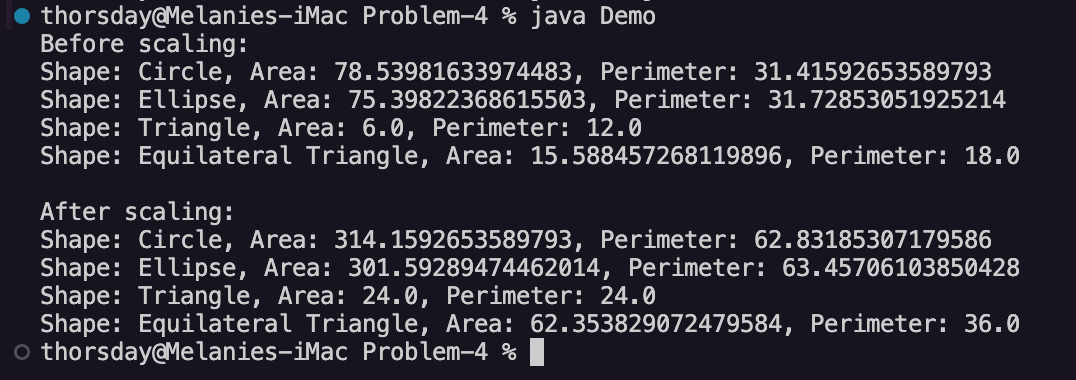 thorsday@Melanies-iMac Problem-4 % java Demo
Before scaling:
Shape: Circle, Area: 78.53981633974483, Perimeter: 31.41592653589793
Shape: Ellipse, Area: 75.39822368615503, Perimeter: 31.72853051925214
Shape: Triangle, Area: 6.0, Perimeter: 12.0
Shape: Equilateral Triangle, Area: 15.588457268119896, Perimeter: 18.0

After scaling:
Shape: Circle, Area: 314.1592653589793, Perimeter: 62.83185307179586
Shape: Ellipse, Area: 301.59289474462014, Perimeter: 63.45706103850428
Shape: Triangle, Area: 24.0, Perimeter: 24.0
Shape: Equilateral Triangle, Area: 62.353829072479584, Perimeter: 36.0
thorsday@Melanies-iMac Problem-4 %